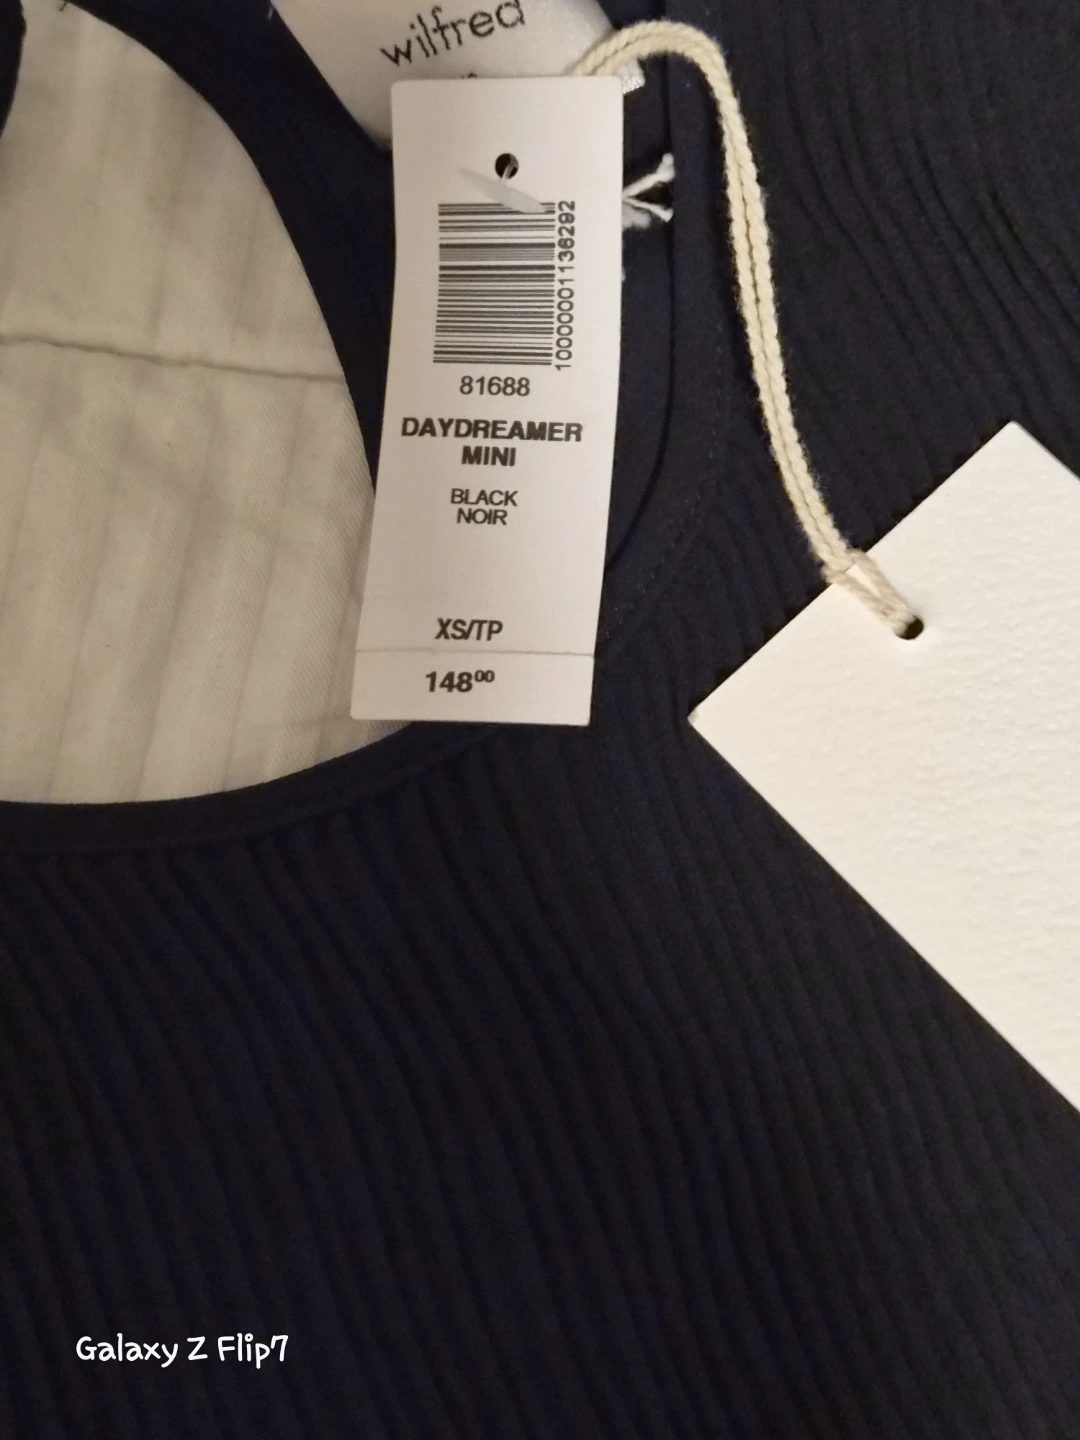 wilfred
10000001136292
81688
DAYDREAMER
MINI
BLACK
NOIR
XS/TP
148⁰⁰
Galaxy Z Flip7